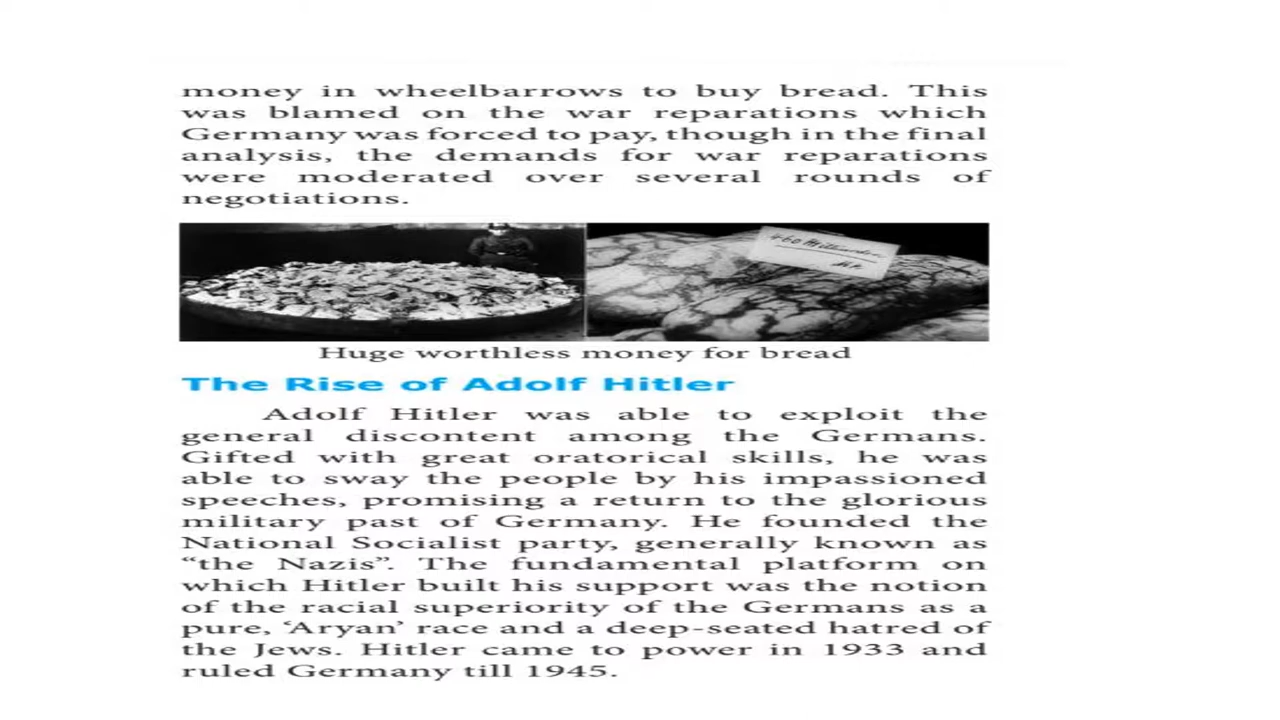 money in wheelbarrows to buy bread. This
was blamed on the war reparations which
Germany was forced to pay, though in the final
analysis, the demands for war reparations
were moderated over several rounds of
negotiations.
460 Milliarden
Mk
Huge worthless money for bread
The Rise of Adolf Hitler
Adolf Hitler was able to exploit the
general discontent among the Germans.
Gifted with great oratorical skills, he was
able to sway the people by his impassioned
speeches, promising a return to the glorious
military past of Germany. He founded the
National Socialist party, generally known as
“the Nazis”. The fundamental platform on
which Hitler built his support was the notion
of the racial superiority of the Germans as a
pure, ‘Aryan’ race and a deep-seated hatred of
the Jews. Hitler came to power in 1933 and
ruled Germany till 1945.